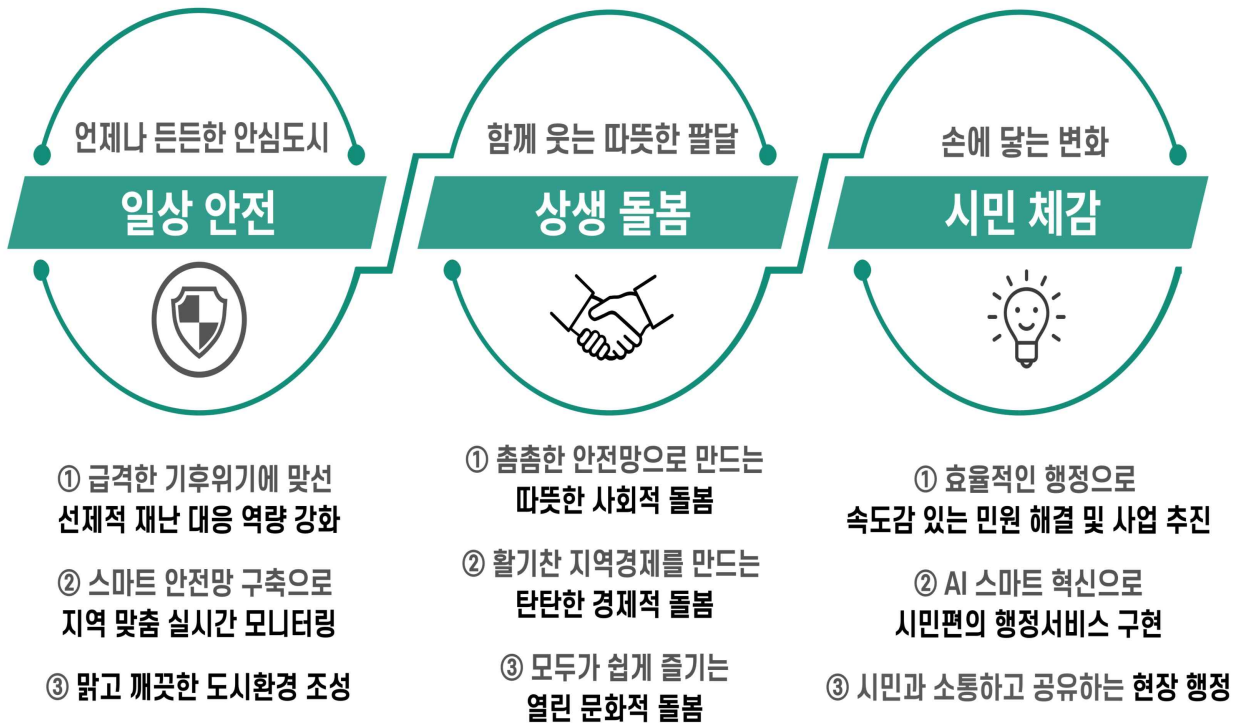 언제나 든든한 안심도시
일상 안전
① 급격한 기후위기에 맞선
선제적 재난 대응 역량 강화
② 스마트 안전망 구축으로
지역 맞춤 실시간 모니터링
③ 맑고 깨끗한 도시환경 조성
함께 웃는 따뜻한 팔달
상생 돌봄
① 촘촘한 안전망으로 만드는
따뜻한 사회적 돌봄
② 활기찬 지역경제를 만드는
탄탄한 경제적 돌봄
③ 모두가 쉽게 즐기는
열린 문화적 돌봄
손에 닿는 변화
시민 체감
① 효율적인 행정으로
속도감 있는 민원 해결 및 사업 추진
② AI 스마트 혁신으로
시민편의 행정서비스 구현
③ 시민과 소통하고 공유하는 현장 행정